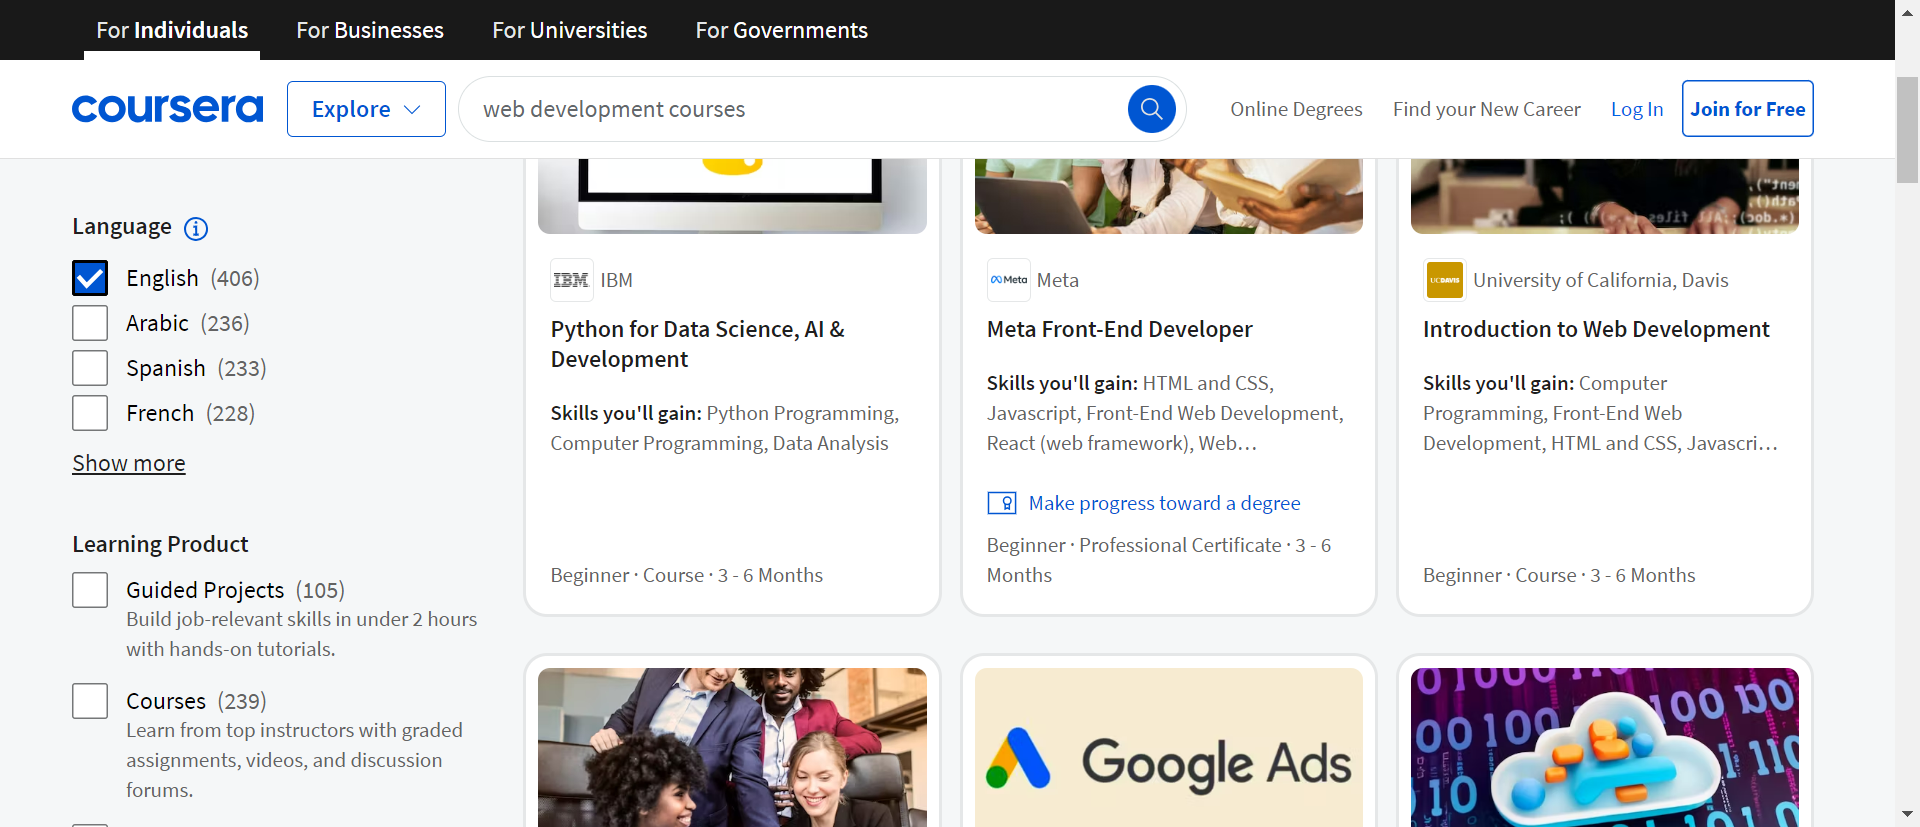 For Individuals
For Businesses
For Universities
For Governments
coursera
Explore
web development courses
Online Degrees
Find your New Career
Log In
Join for Free
Language
English (406)
Arabic (236)
Spanish (233)
French (228)
Show more
Learning Product
Guided Projects (105)
Build job-relevant skills in under 2 hours
with hands-on tutorials.
Courses (239)
Learn from top instructors with graded
assignments, videos, and discussion
forums.
IBM IBM
Python for Data Science, AI &
Development
Skills you'll gain: Python Programming,
Computer Programming, Data Analysis
Beginner · Course · 3 - 6 Months
Meta Meta
Meta Front-End Developer
Skills you'll gain: HTML and CSS,
Javascript, Front-End Web Development,
React (web framework), Web…
Make progress toward a degree
Beginner · Professional Certificate · 3 - 6
Months
UCDAVIS University of California, Davis
Introduction to Web Development
Skills you'll gain: Computer
Programming, Front-End Web
Development, HTML and CSS, Javascri…
Beginner · Course · 3 - 6 Months
Google Ads